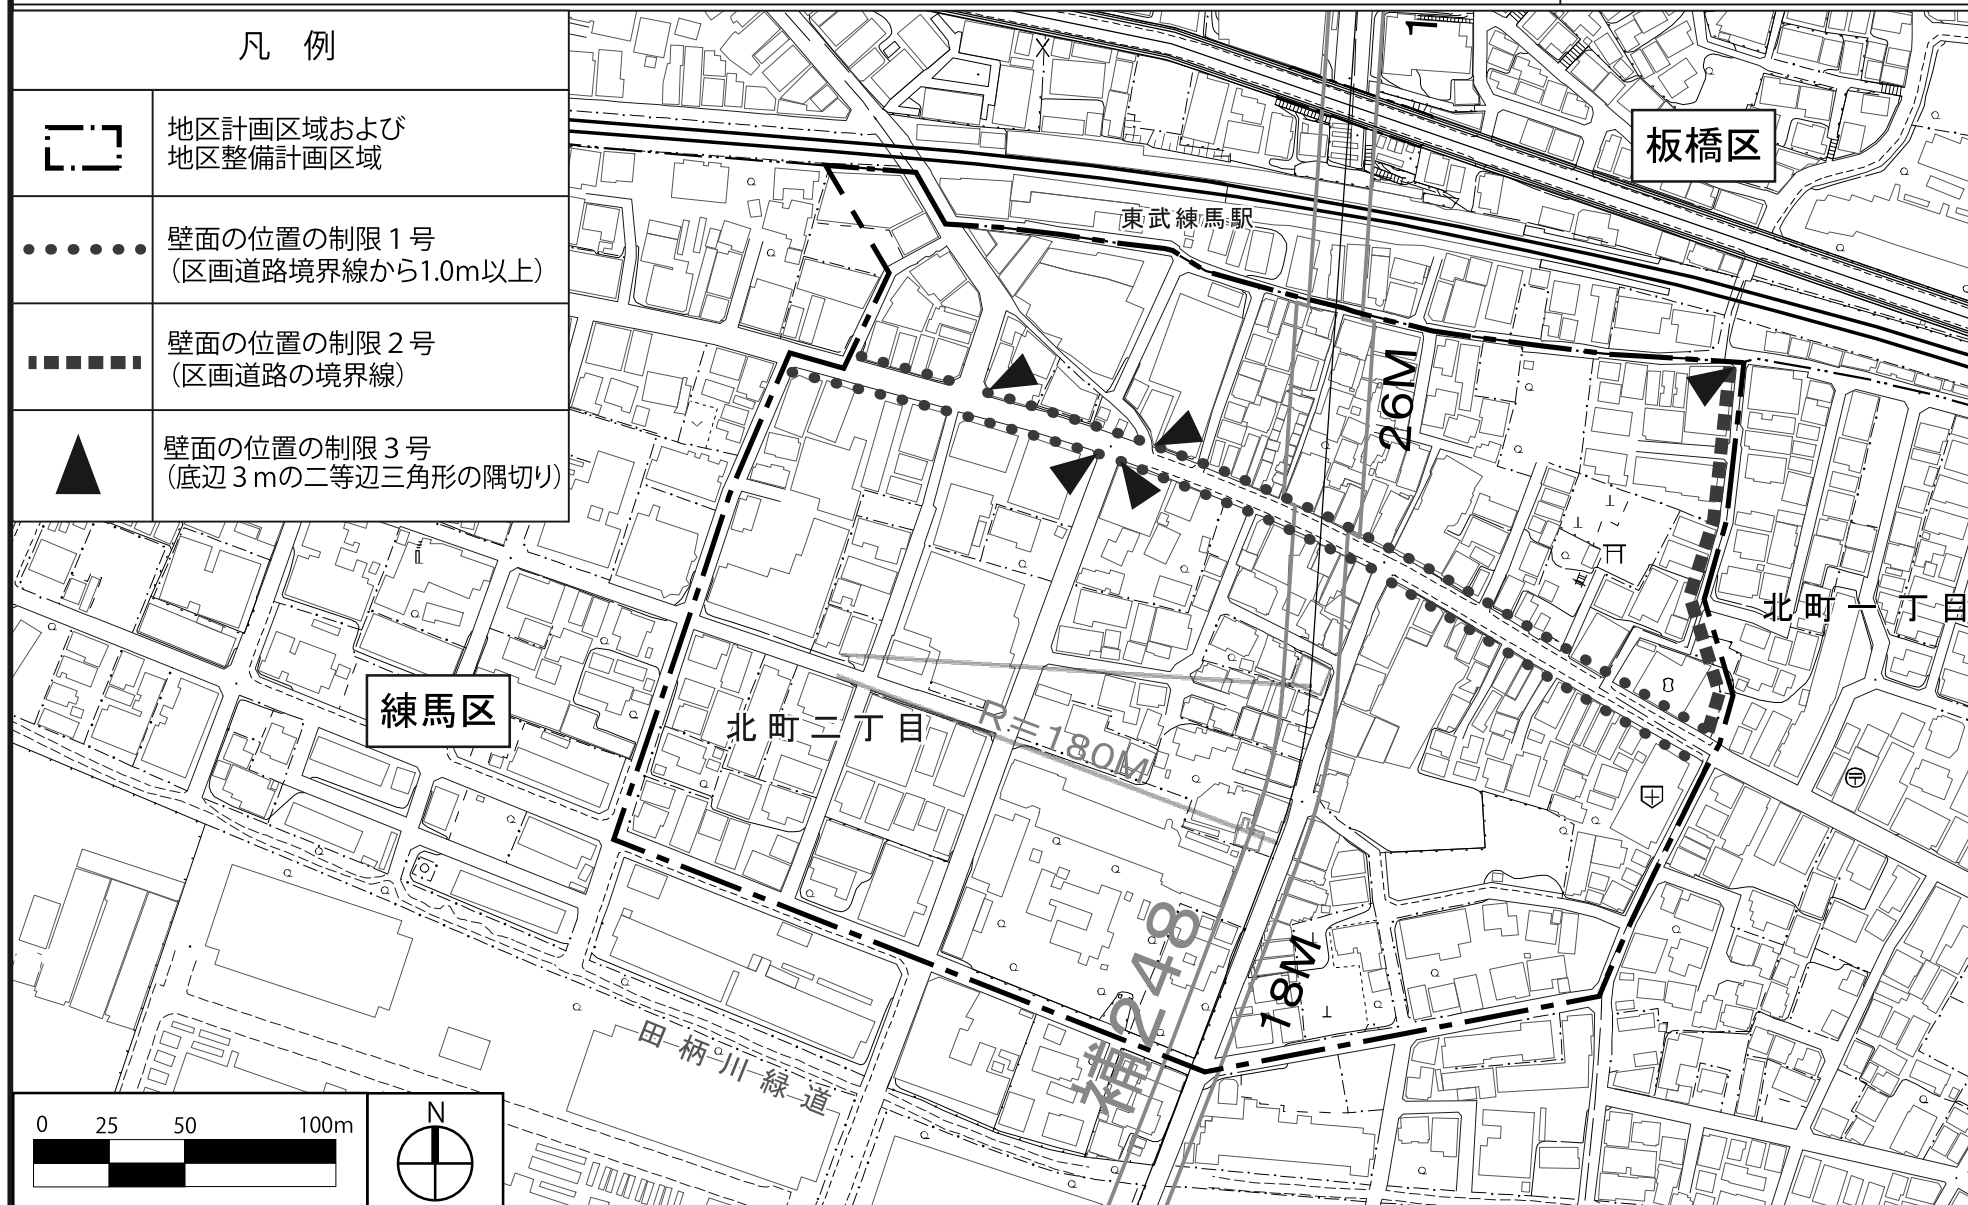 凡 例
地区計画区域および
地区整備計画区域
壁面の位置の制限１号
（区画道路境界線から1.0m以上）
壁面の位置の制限２号
（区画道路の境界線）
壁面の位置の制限３号
（底辺３ｍの二等辺三角形の隅切り）
1
板橋区
東武練馬駅
26M
北町一丁目
練馬区
北町二丁目
R=180M
補248
18M
田柄川緑道
0 25 50 100m
N